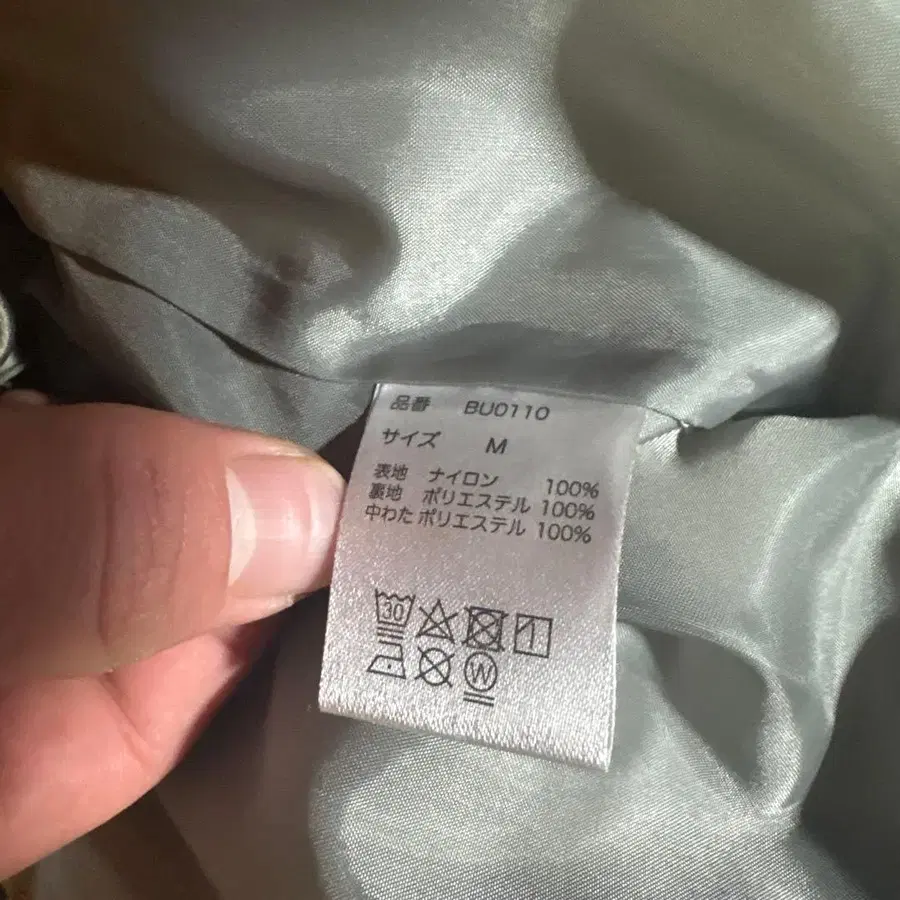 品番 BU0110
サイズ M
表地 ナイロン 100%
裏地 ポリエステル 100%
中わた ポリエステル 100%
30
W